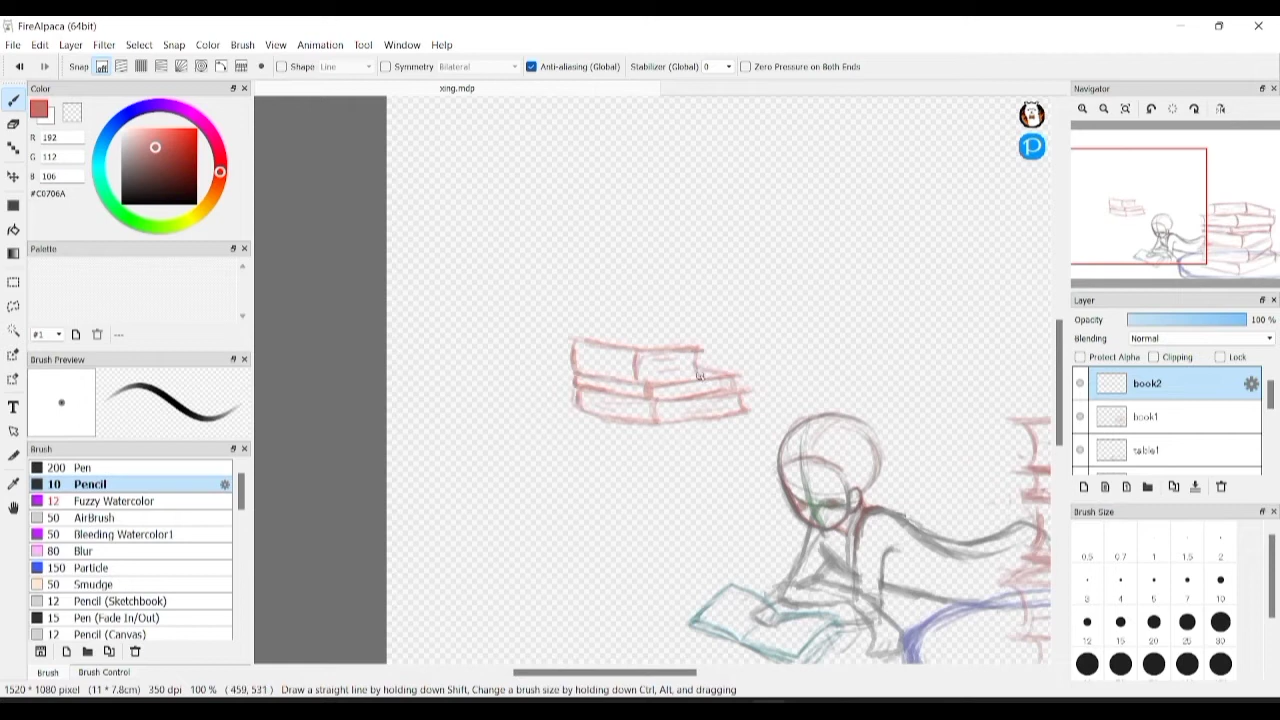 FireAlpaca (64bit)
File Edit Layer Filter Select Snap Color Brush View Animation Tool Window Help
Snap Shape Line Symmetry Bilateral Anti-aliasing (Global) Stabilizer (Global) 0 Zero Pressure on Both Ends
Color
xing.mdp
Navigator
R 192
G 112
B 106
#C0706A
Palette
#1
Brush Preview
Brush
200 Pen
10 Pencil
12 Fuzzy Watercolor
50 AirBrush
50 Bleeding Watercolor1
80 Blur
150 Particle
50 Smudge
12 Pencil (Sketchbook)
15 Pen (Fade In/Out)
12 Pencil (Canvas)
Brush Brush Control
Layer
Opacity 100 %
Blending Normal
Protect Alpha Clipping Lock
book2
book1
table1
Brush Size
0.5 0.7 1 1.5 2
3 4 5 7 10
12 15 20 25 30
1520 * 1080 pixel (11 * 7.8cm) 350 dpi 100 % ( 459, 531 ) Draw a straight line by holding down Shift, Change a brush size by holding down Ctrl, Alt, and dragging